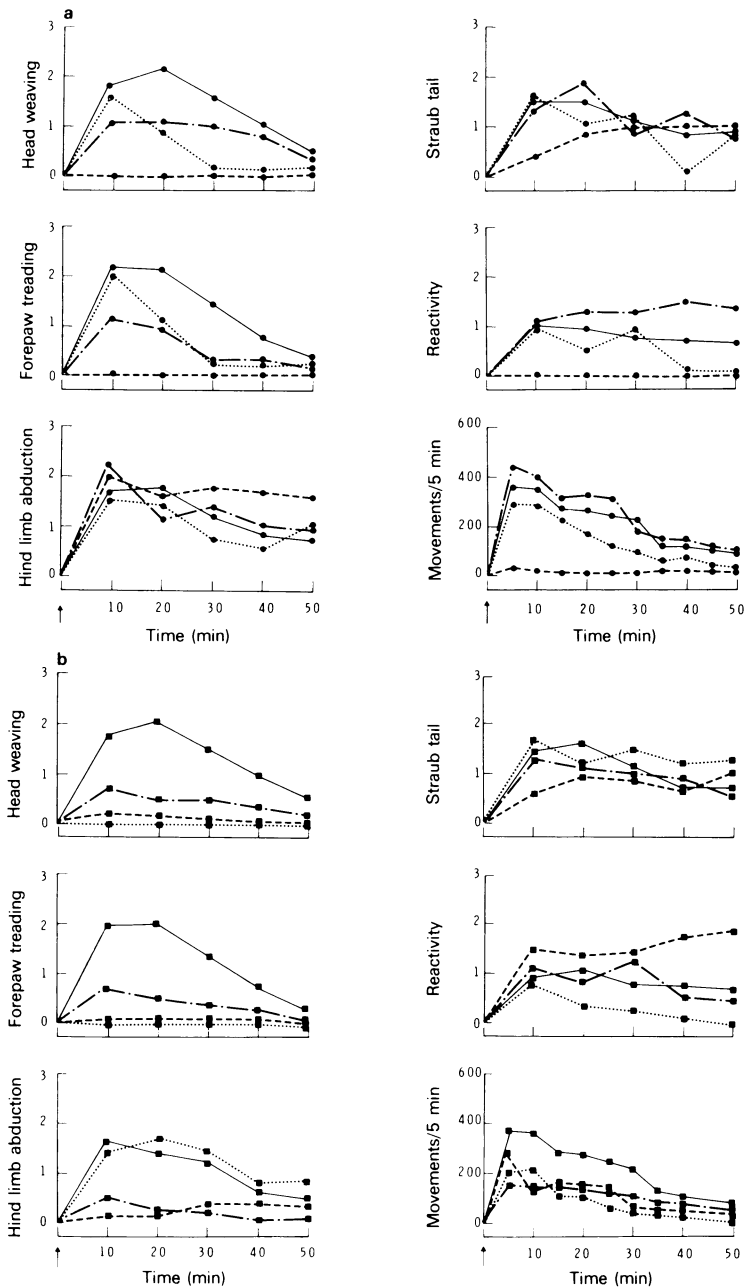 a
Head weaving
3
2
1
0
Straub tail
3
2
1
0
Forepaw treading
3
2
1
0
Reactivity
3
2
1
0
Hind limb abduction
3
2
1
0
10 20 30 40 50
Time (min)
Movements/5 min
600
400
200
0
10 20 30 40 50
Time (min)
b
Head weaving
3
2
1
0
Straub tail
3
2
1
0
Forepaw treading
3
2
1
0
Reactivity
3
2
1
0
Hind limb abduction
3
2
1
0
10 20 30 40 50
Time (min)
Movements/5 min
600
400
200
0
10 20 30 40 50
Time (min)